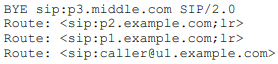 BYE sip:p3.middle.com SIP/2.0
Route: <sip:p2.example.com;lr>
Route: <sip:p1.example.com;lr>
Route: <sip:caller@u1.example.com>